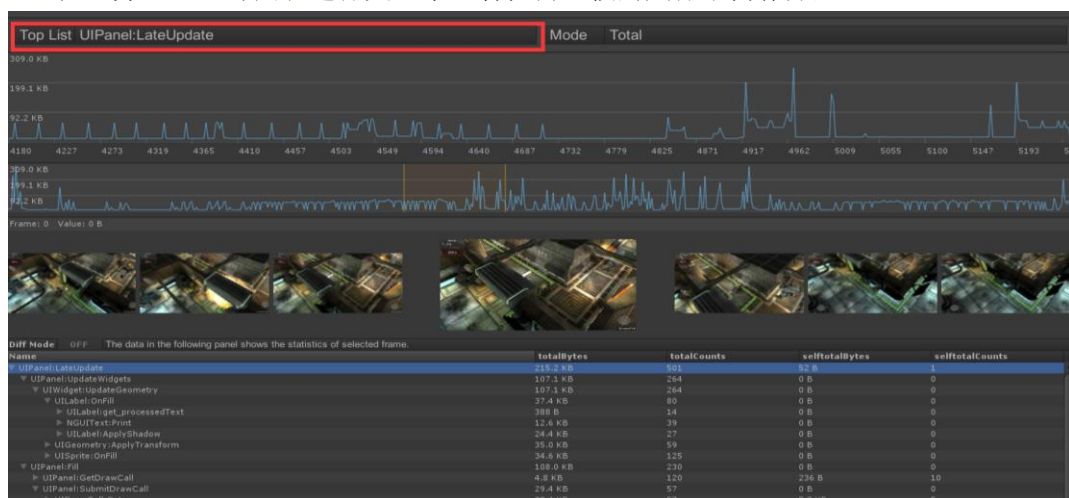 Top List UIPanel:LateUpdate Mode Total
309.0 KB
199.1 KB
92.2 KB
4180 4227 4273 4319 4365 4410 4457 4503 4549 4594 4640 4687 4732 4779 4825 4871 4917 4962 5009 5055 5100 5147 5193
309.0 KB
199.1 KB
92.2 KB
Frame: 0 Value: 0 B
Diff Mode OFF The data in the following panel shows the statistics of selected frame.
Name totalBytes totalCounts selftotalBytes selftotalCounts
UIPanel:LateUpdate 215.2 KB 501 52 B 1
UIPanel:UpdateWidgets 107.1 KB 264 0 B 0
UIWidget:UpdateGeometry 107.1 KB 264 0 B 0
UILabel:OnFill 37.4 KB 80 0 B 0
UILabel:get_processedText 388 B 14 0 B 0
NGUIText:Print 12.6 KB 39 0 B 0
UILabel:ApplyShadow 24.4 KB 27 0 B 0
UIGeometry:ApplyTransform 35.0 KB 59 0 B 0
UISprite:OnFill 34.6 KB 125 0 B 0
UIPanel:Fill 108.0 KB 230 0 B 0
UIPanel:GetDrawCall 4.8 KB 120 236 B 10
UIPanel:SubmitDrawCall 29.4 KB 57 0 B 0